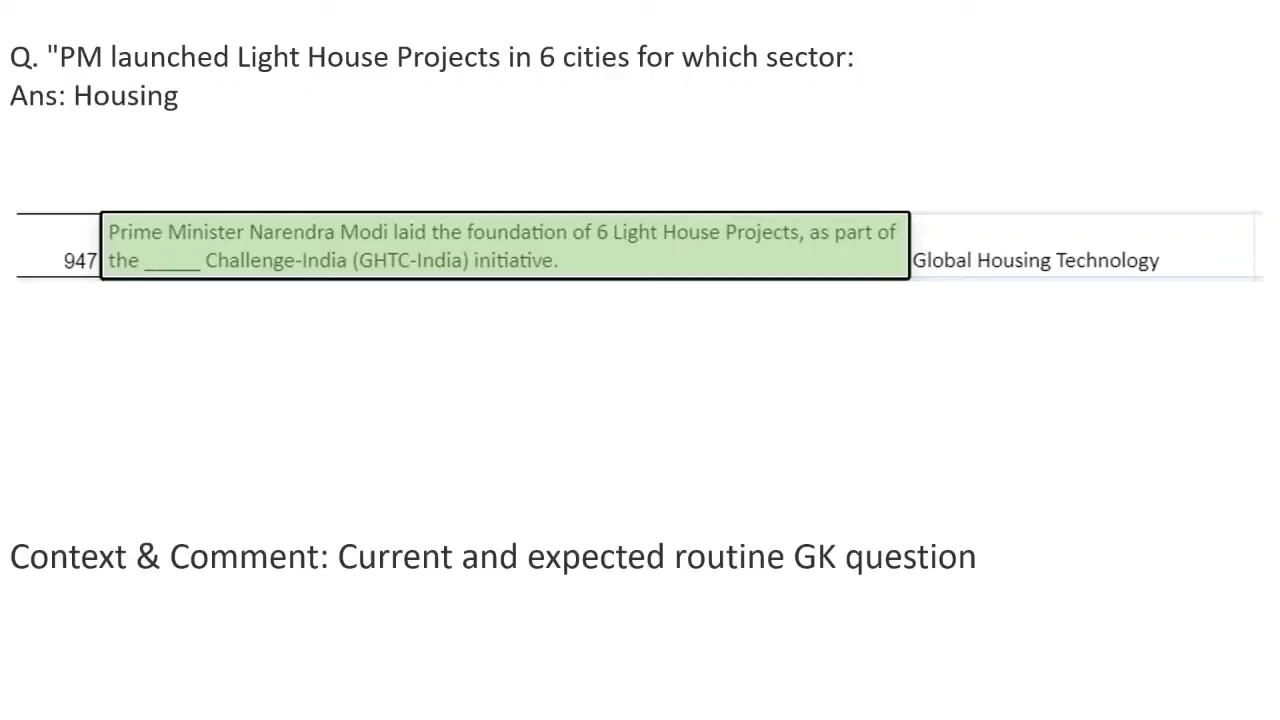 Q. "PM launched Light House Projects in 6 cities for which sector:
Ans: Housing
Prime Minister Narendra Modi laid the foundation of 6 Light House Projects, as part of
947 the _____ Challenge-India (GHTC-India) initiative. Global Housing Technology
Context & Comment: Current and expected routine GK question